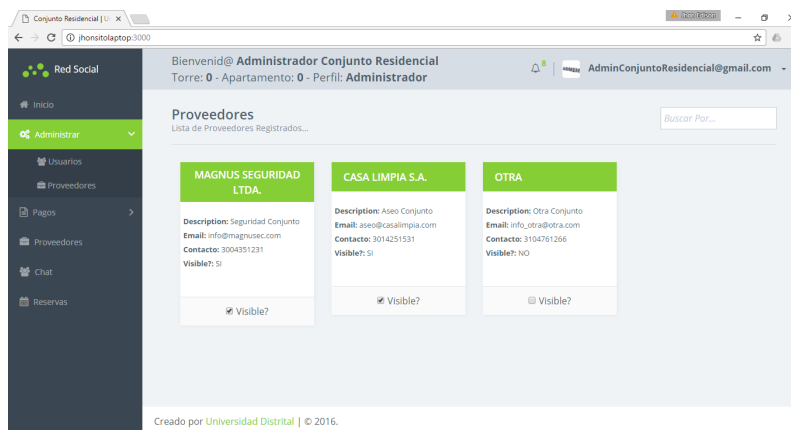 Conjunto Residencial | U
Jhon Edison
jhonsitolaptop:3000
Red Social
Bienvenid@ Administrador Conjunto Residencial
Torre: 0 - Apartamento: 0 - Perfil: Administrador
8
AdminConjuntoResidencial@gmail.com
Inicio
Administrar
Usuarios
Proveedores
Pagos
Proveedores
Chat
Reservas
Proveedores
Lista de Proveedores Registrados...
Buscar Por...
MAGNUS SEGURIDAD
LTDA.
Description: Seguridad Conjunto
Email: info@magnusec.com
Contacto: 3004351231
Visible?: SI
Visible?
CASA LIMPIA S.A.
Description: Aseo Conjunto
Email: aseo@casalimpia.com
Contacto: 3014251531
Visible?: SI
Visible?
OTRA
Description: Otra Conjunto
Email: info_otra@otra.com
Contacto: 3104761266
Visible?: NO
Visible?
Creado por Universidad Distrital | © 2016.